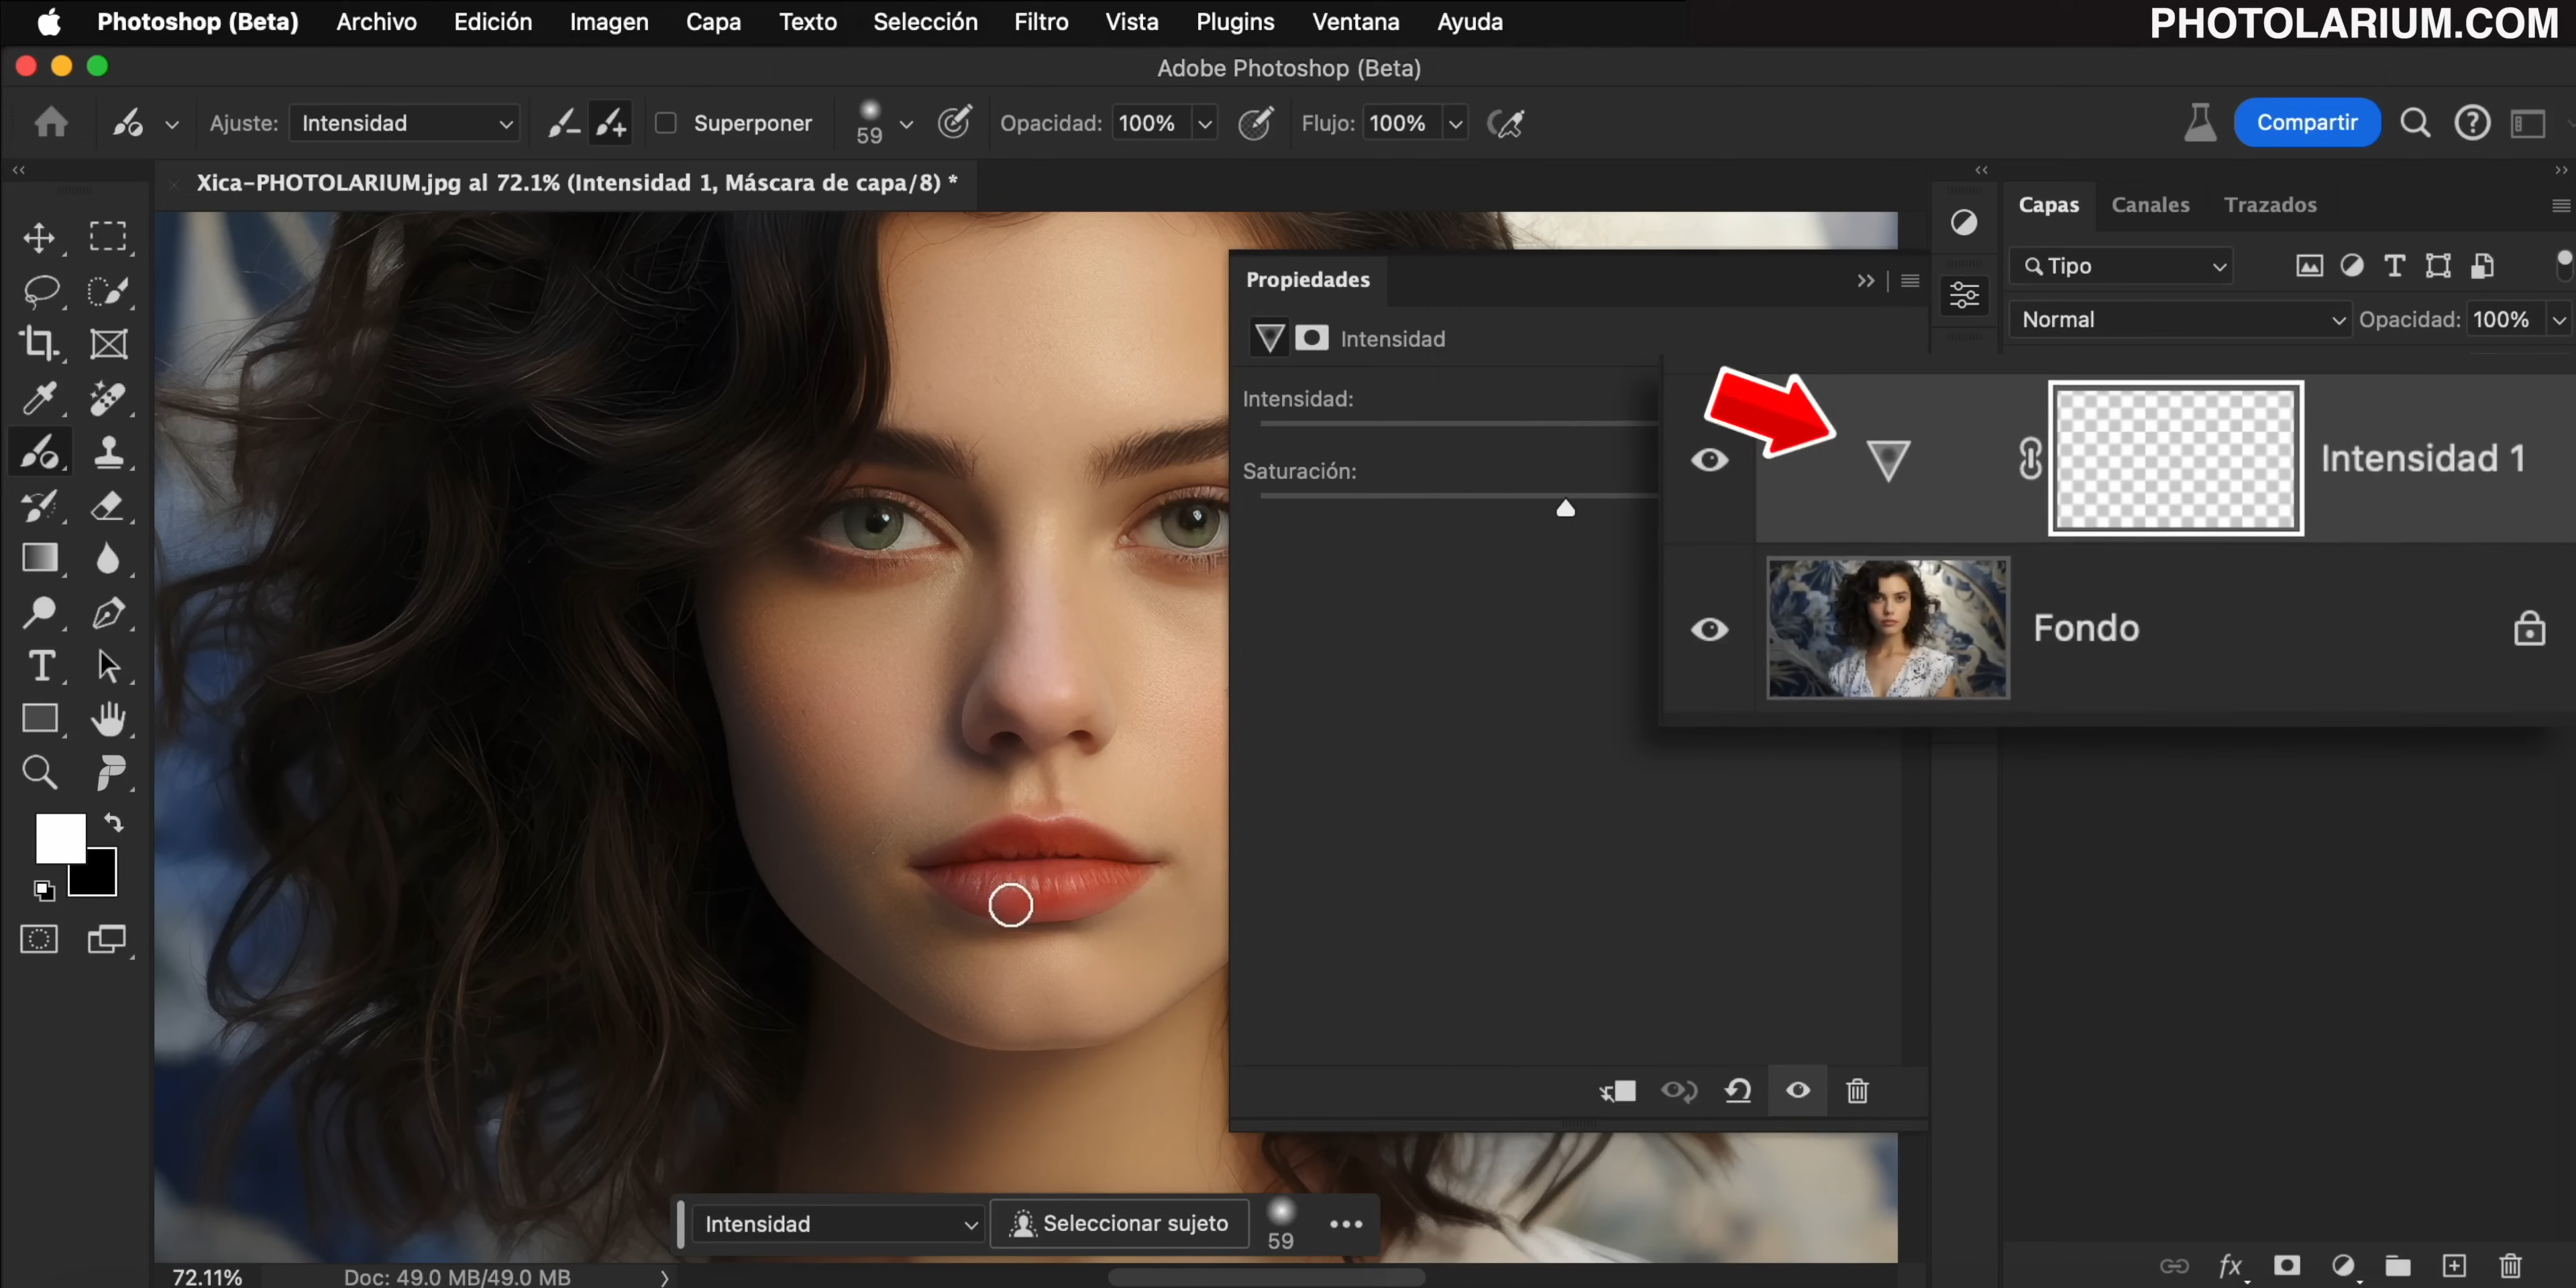 Photoshop (Beta) Archivo Edición Imagen Capa Texto Selección Filtro Vista Plugins Ventana Ayuda
PHOTOLARIUM.COM
Adobe Photoshop (Beta)
Ajuste: Intensidad Superponer 59 Opacidad: 100% Flujo: 100% Compartir
Xica-PHOTOLARIUM.jpg al 72.1% (Intensidad 1, Máscara de capa/8) *
Capas Canales Trazados
Tipo
Normal Opacidad: 100%
Propiedades
Intensidad
Intensidad:
Saturación:
Intensidad 1
Fondo
Intensidad Seleccionar sujeto 59
72.11% Doc: 49.0 MB/49.0 MB
fx